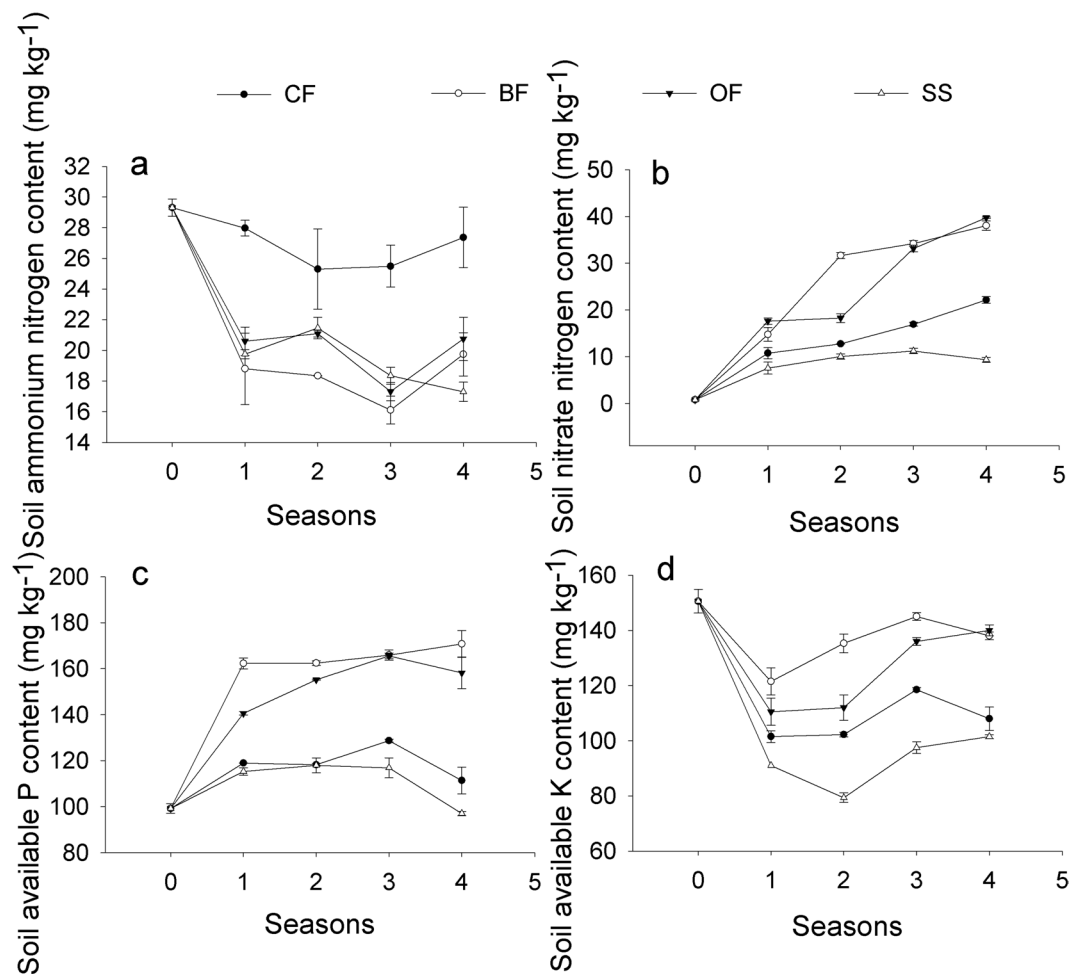 CF BF OF SS
a
Soil ammonium nitrogen content (mg kg-1)
32
30
28
26
24
22
20
18
16
14
0 1 2 3 4 5
Seasons
b
Soil nitrate nitrogen content (mg kg-1)
50
40
30
20
10
0
0 1 2 3 4 5
Seasons
c
Soil available P content (mg kg-1)
200
180
160
140
120
100
80
0 1 2 3 4 5
Seasons
d
Soil available K content (mg kg-1)
160
140
120
100
80
60
0 1 2 3 4 5
Seasons